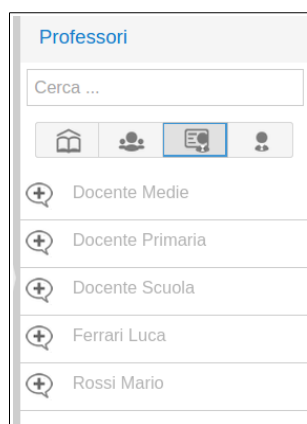 Professori
Cerca ...
Docente Medie
Docente Primaria
Docente Scuola
Ferrari Luca
Rossi Mario